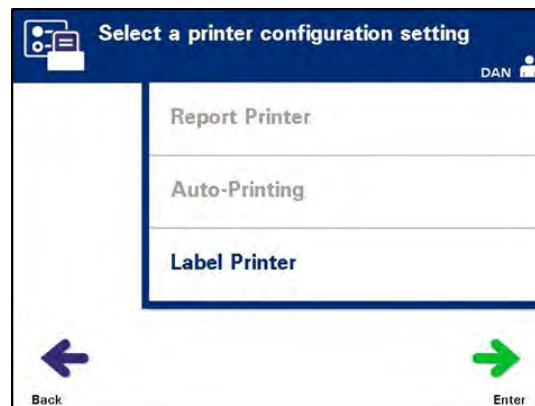 Select a printer configuration setting
DAN
Report Printer
Auto-Printing
Label Printer
Back
Enter